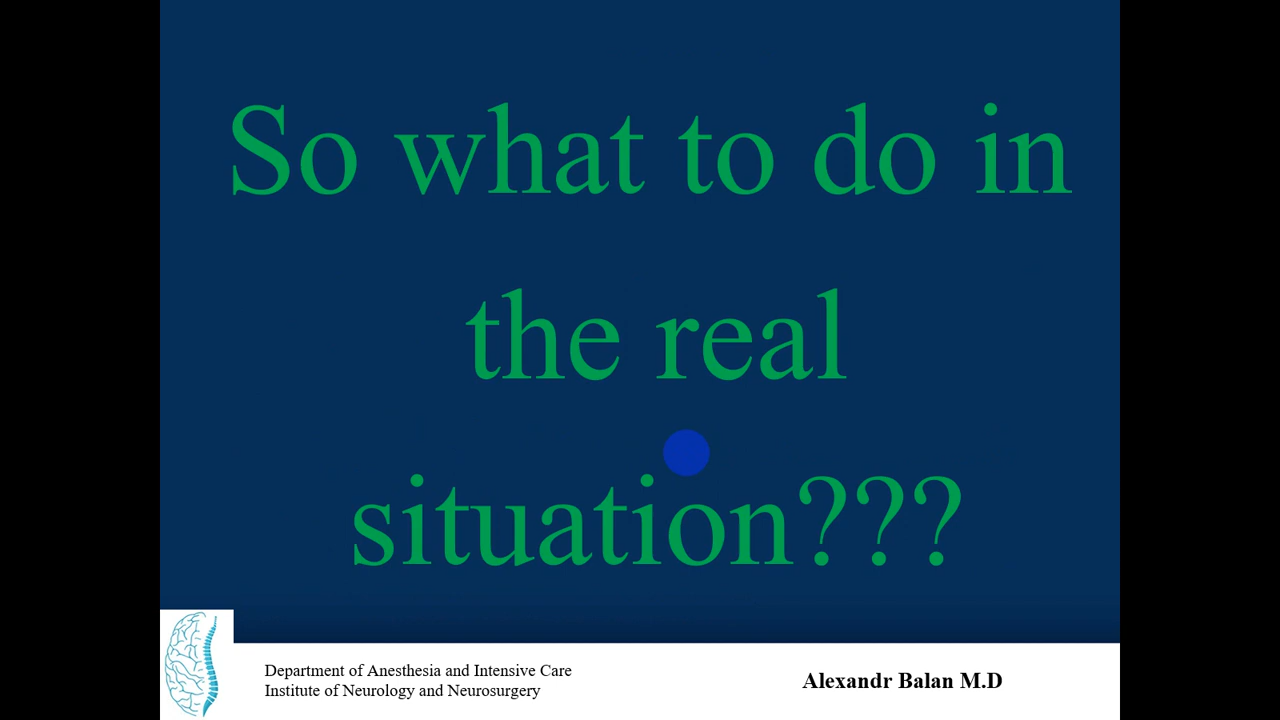 So what to do in
the real
situation???
Department of Anesthesia and Intensive Care
Institute of Neurology and Neurosurgery
Alexandr Balan M.D